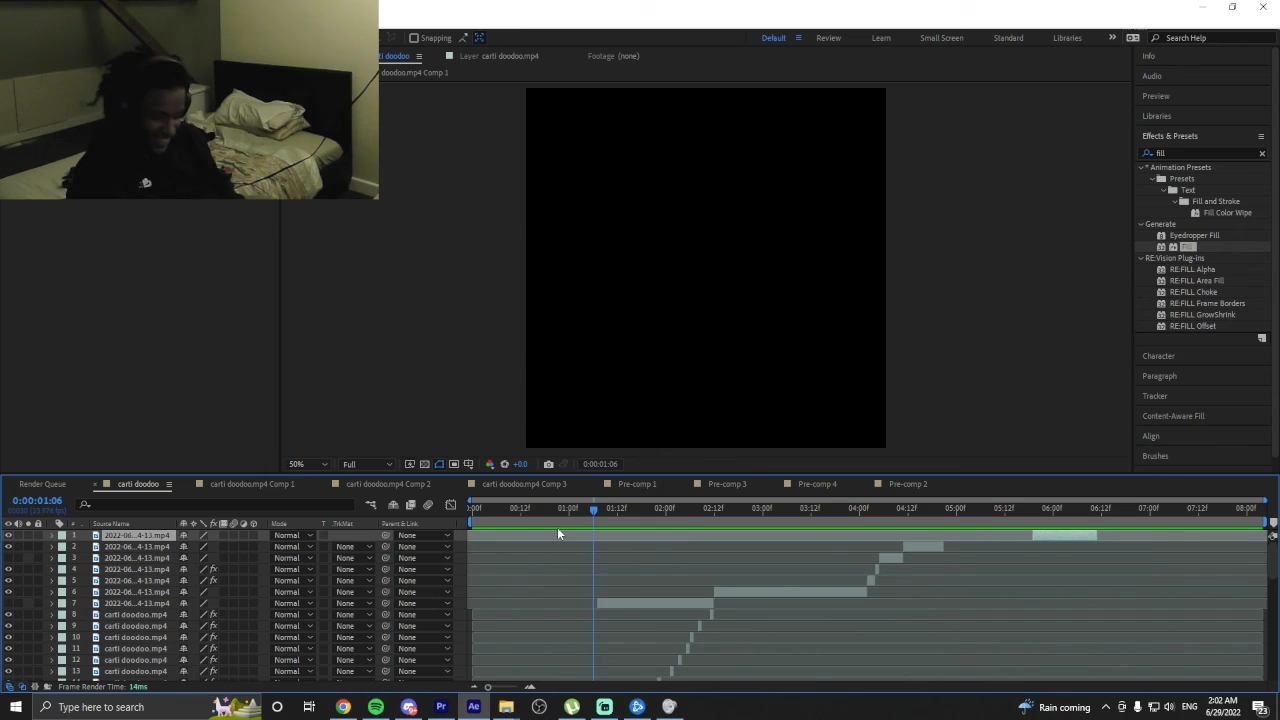 Snapping
Default
Review
Learn
Small Screen
Standard
Libraries
Search Help
ti doodoo
Layer carti doodoo.mp4
Footage (none)
doodoo.mp4 Comp 1
Info
Audio
Preview
Libraries
Effects & Presets
fill
* Animation Presets
Presets
Text
Fill and Stroke
Fill Color Wipe
Generate
Eyedropper Fill
Fill
RE:Vision Plug-ins
RE:FILL Alpha
RE:FILL Area Fill
RE:FILL Choke
RE:FILL Frame Borders
RE:FILL GrowShrink
RE:FILL Offset
Character
Paragraph
Tracker
Content-Aware Fill
Align
Brushes
50%
Full
+0.0
0:00:01:06
Render Queue
carti doodoo
carti doodoo.mp4 Comp 1
carti doodoo.mp4 Comp 2
carti doodoo.mp4 Comp 3
Pre-comp 1
Pre-comp 3
Pre-comp 4
Pre-comp 2
0:00:01:06
00030 (23.976 fps)
:00f 00:12f 01:00f 01:12f 02:00f 02:12f 03:00f 03:12f 04:00f 04:12f 05:00f 05:12f 06:00f 06:12f 07:00f 07:12f 08:00f
# Source Name Mode T .TrkMat Parent & Link
1 2022-06...4-13.mp4 Normal None
2 2022-06...4-13.mp4 Normal None None
3 2022-06...4-13.mp4 Normal None None
4 2022-06...4-13.mp4 Normal None None
5 2022-06...4-13.mp4 Normal None None
6 2022-06...4-13.mp4 Normal None None
7 2022-06...4-13.mp4 Normal None None
8 carti doodoo.mp4 Normal None None
9 carti doodoo.mp4 Normal None None
10 carti doodoo.mp4 Normal None None
11 carti doodoo.mp4 Normal None None
12 carti doodoo.mp4 Normal None None
13 carti doodoo.mp4 Normal None None
Frame Render Time: 14ms
Type here to search
Pr
Ae
Rain coming
2:02 AM
6/29/2022
23